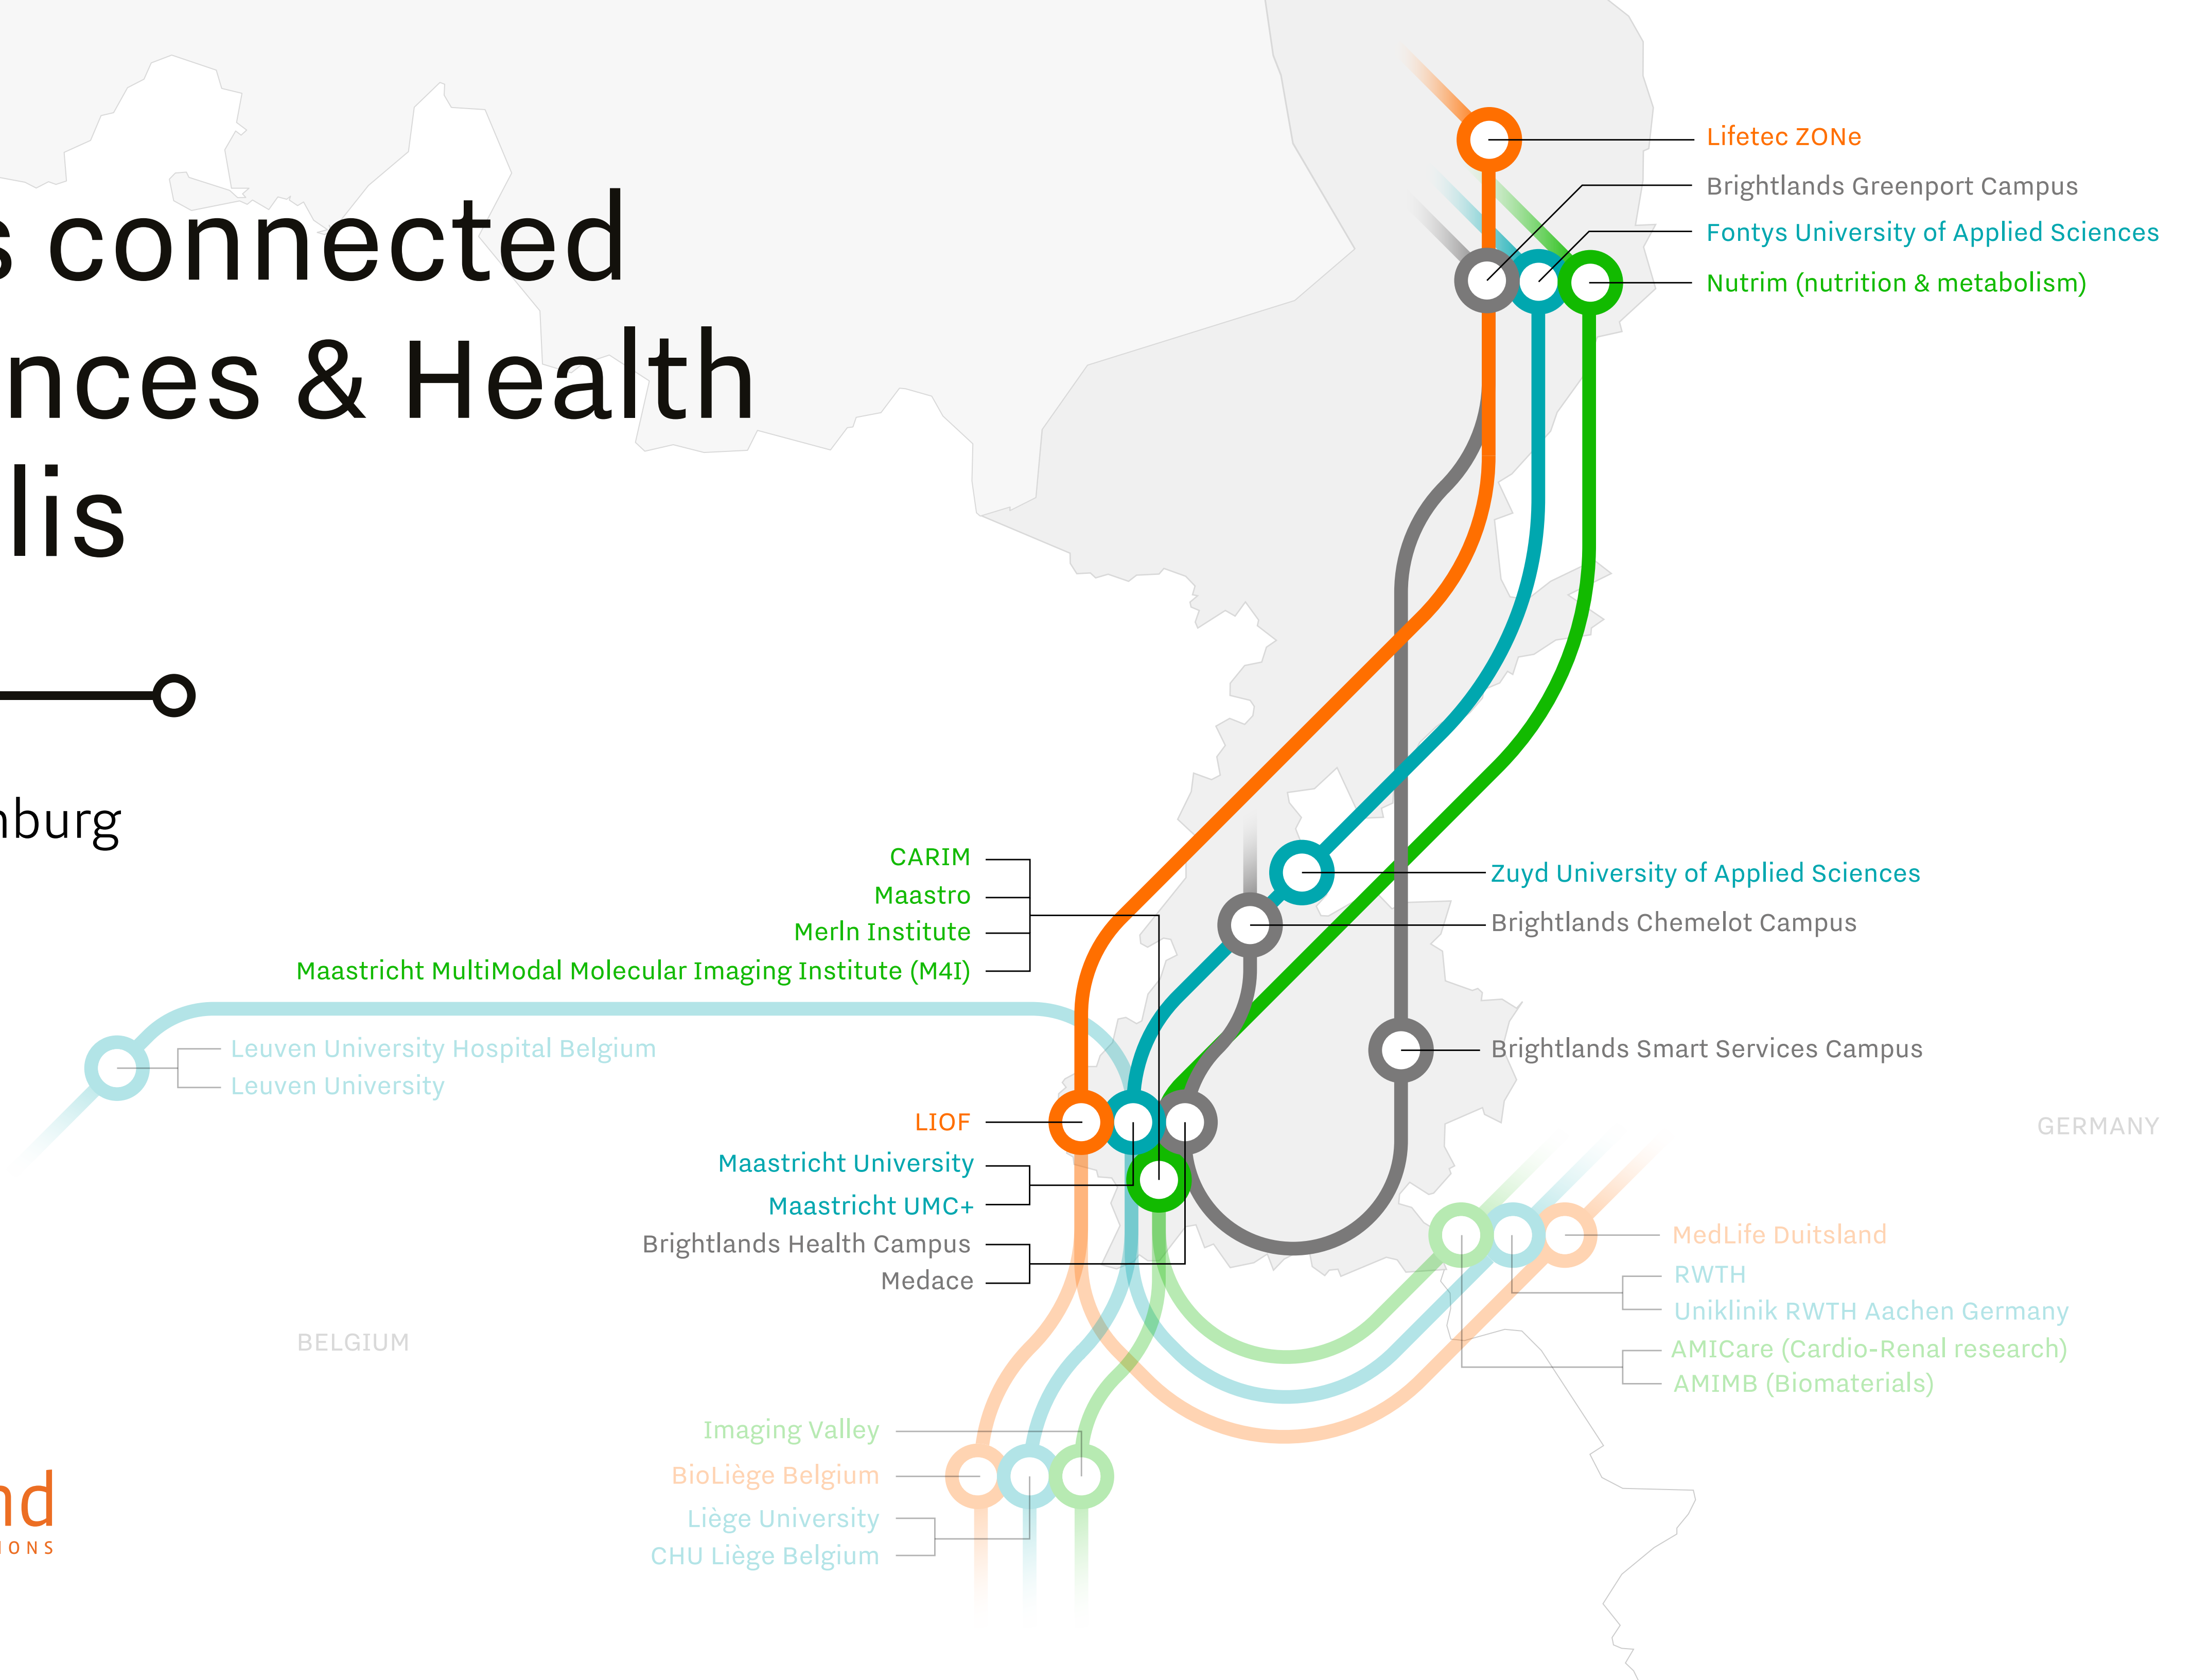 s connected
nces & Health
lis
nburg
Lifetec ZONe
Brightlands Greenport Campus
Fontys University of Applied Sciences
Nutrim (nutrition & metabolism)
CARIM
Maastro
Merln Institute
Maastricht MultiModal Molecular Imaging Institute (M4I)
Zuyd University of Applied Sciences
Brightlands Chemelot Campus
Brightlands Smart Services Campus
Leuven University Hospital Belgium
Leuven University
LIOF
Maastricht University
Maastricht UMC+
Brightlands Health Campus
Medace
GERMANY
BELGIUM
MedLife Duitsland
RWTH
Uniklinik RWTH Aachen Germany
AMICare (Cardio-Renal research)
AMIMB (Biomaterials)
Imaging Valley
BioLiège Belgium
Liège University
CHU Liège Belgium
nd
IONS